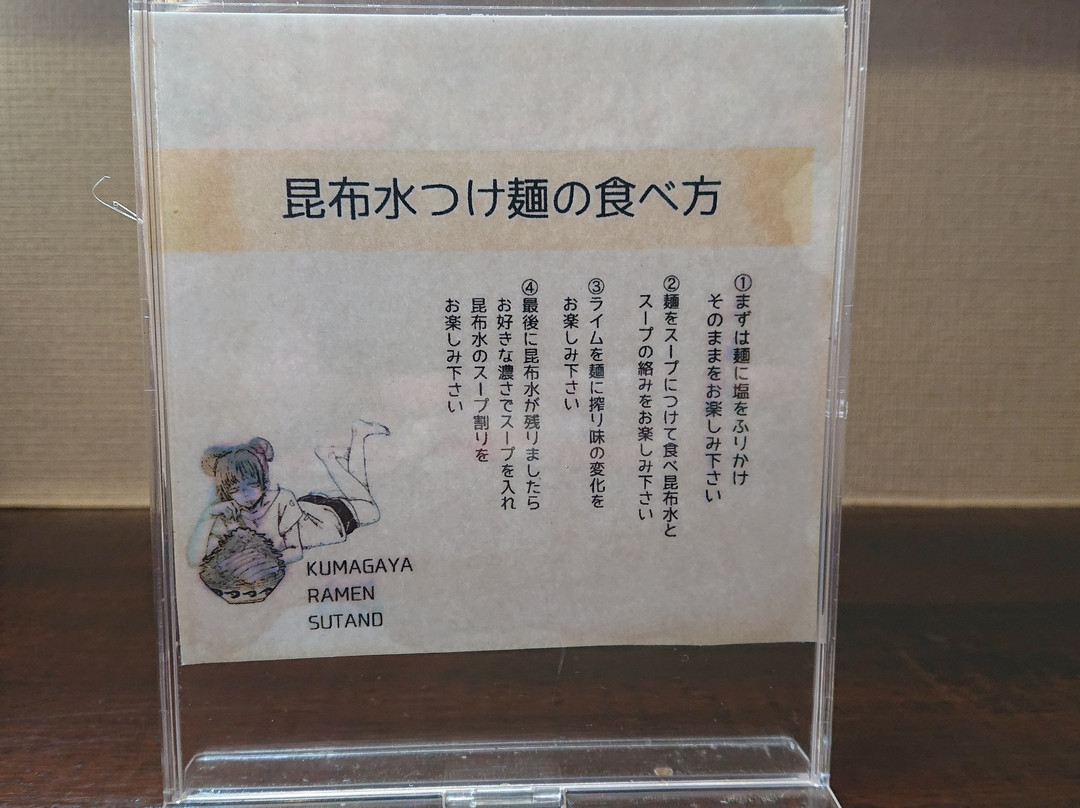 昆布水つけ麺の食べ方
①まずは麺に塩をふりかけ
そのままをお楽しみ下さい
②麺をスープにつけて食べ昆布水と
スープの絡みをお楽しみ下さい
③ライムを麺に搾り味の変化を
お楽しみ下さい
④最後に昆布水が残りましたら
お好きな濃さでスープを入れ
昆布水のスープ割りを
お楽しみ下さい
KUMAGAYA
RAMEN
SUTAND